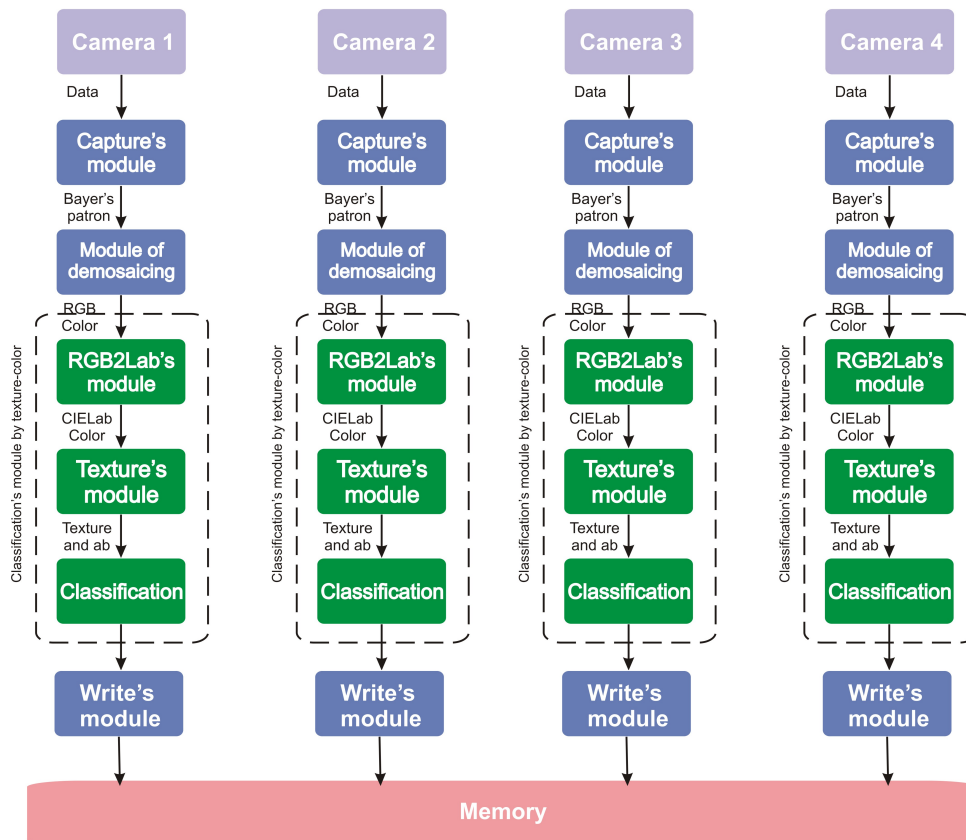 Camera 1
Data
Capture's
module
Bayer's
patron
Module of
demosaicing
RGB
Color
Classification's module by texture-color
RGB2Lab's
module
CIELab
Color
Texture's
module
Texture
and ab
Classification
Write's
module
Camera 2
Data
Capture's
module
Bayer's
patron
Module of
demosaicing
RGB
Color
Classification's module by texture-color
RGB2Lab's
module
CIELab
Color
Texture's
module
Texture
and ab
Classification
Write's
module
Camera 3
Data
Capture's
module
Bayer's
patron
Module of
demosaicing
RGB
Color
Classification's module by texture-color
RGB2Lab's
module
CIELab
Color
Texture's
module
Texture
and ab
Classification
Write's
module
Camera 4
Data
Capture's
module
Bayer's
patron
Module of
demosaicing
RGB
Color
Classification's module by texture-color
RGB2Lab's
module
CIELab
Color
Texture's
module
Texture
and ab
Classification
Write's
module
Memory